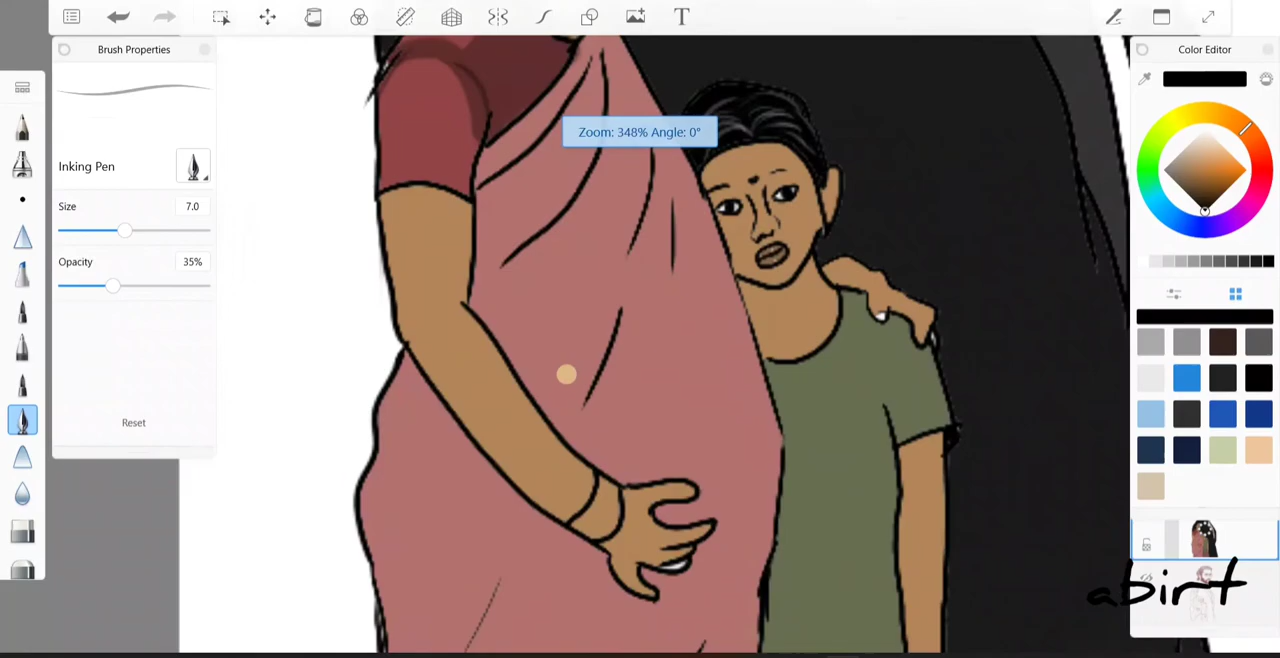 T
Brush Properties
Color Editor
Zoom: 348% Angle: 0°
Inking Pen
Size
7.0
Opacity
35%
Reset
abirt